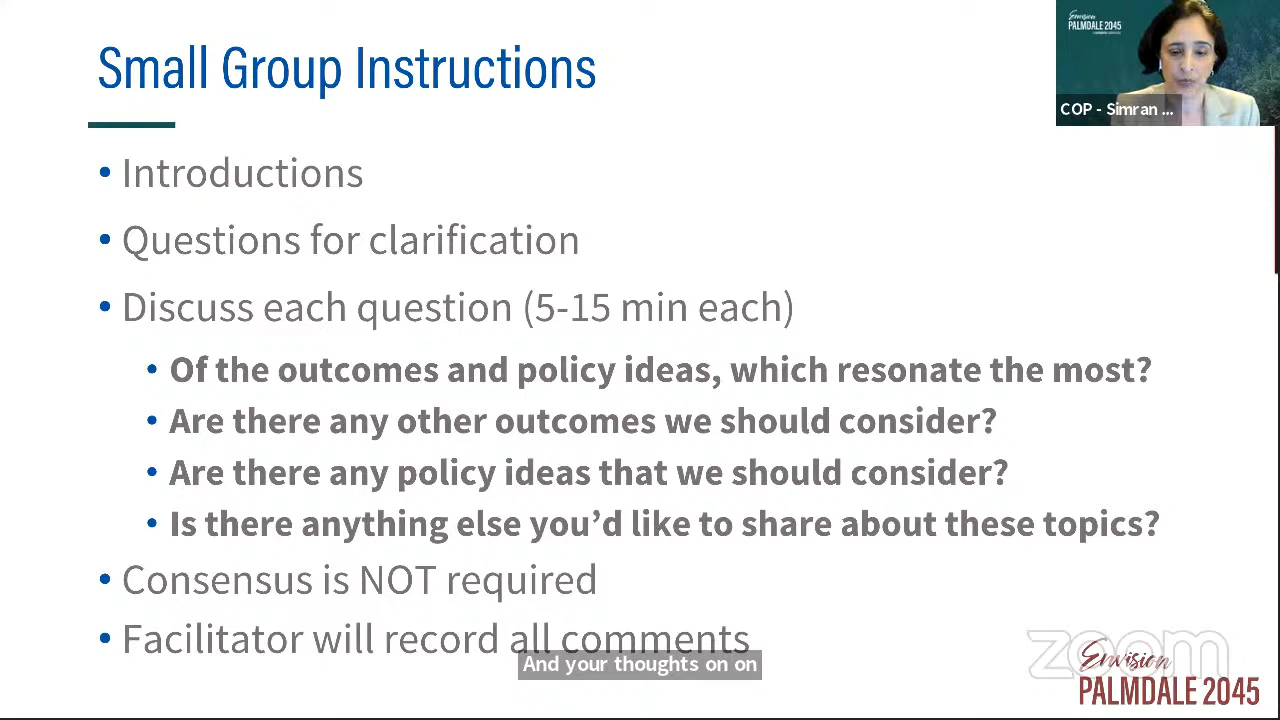 Small Group Instructions
Envision
PALMDALE 2045
COP - Simran ...
• Introductions
• Questions for clarification
• Discuss each question (5-15 min each)
• Of the outcomes and policy ideas, which resonate the most?
• Are there any other outcomes we should consider?
• Are there any policy ideas that we should consider?
• Is there anything else you’d like to share about these topics?
• Consensus is NOT required
• Facilitator will record all comments
And your thoughts on on
zoom
Envision
PALMDALE 2045